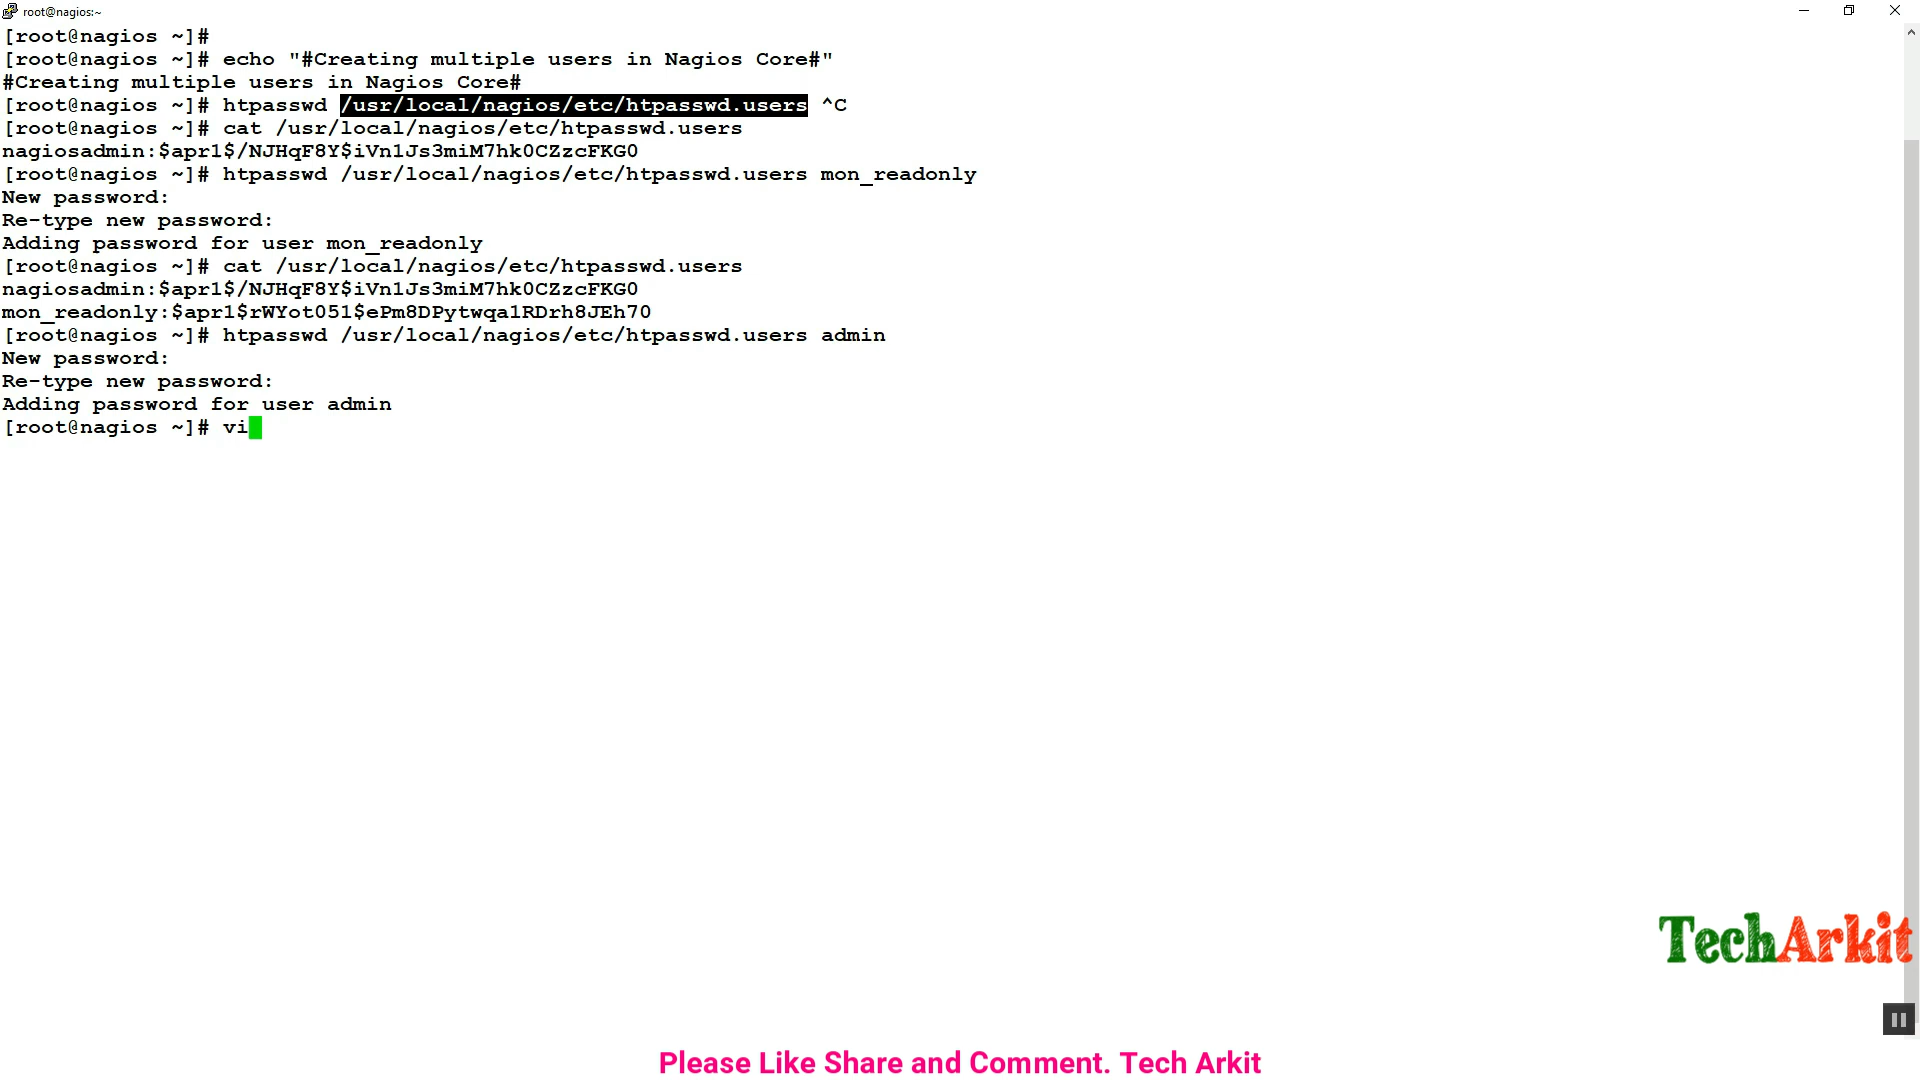 root@nagios:~
[root@nagios ~]#
[root@nagios ~]# echo "#Creating multiple users in Nagios Core#"
#Creating multiple users in Nagios Core#
[root@nagios ~]# htpasswd /usr/local/nagios/etc/htpasswd.users ^C
[root@nagios ~]# cat /usr/local/nagios/etc/htpasswd.users
nagiosadmin:$apr1$/NJHqF8Y$iVn1Js3miM7hk0CZzcFKG0
[root@nagios ~]# htpasswd /usr/local/nagios/etc/htpasswd.users mon_readonly
New password:
Re-type new password:
Adding password for user mon_readonly
[root@nagios ~]# cat /usr/local/nagios/etc/htpasswd.users
nagiosadmin:$apr1$/NJHqF8Y$iVn1Js3miM7hk0CZzcFKG0
mon_readonly:$apr1$rWYot051$ePm8DPytwqa1RDrh8JEh70
[root@nagios ~]# htpasswd /usr/local/nagios/etc/htpasswd.users admin
New password:
Re-type new password:
Adding password for user admin
[root@nagios ~]# vi
TechArkit
Please Like Share and Comment. Tech Arkit